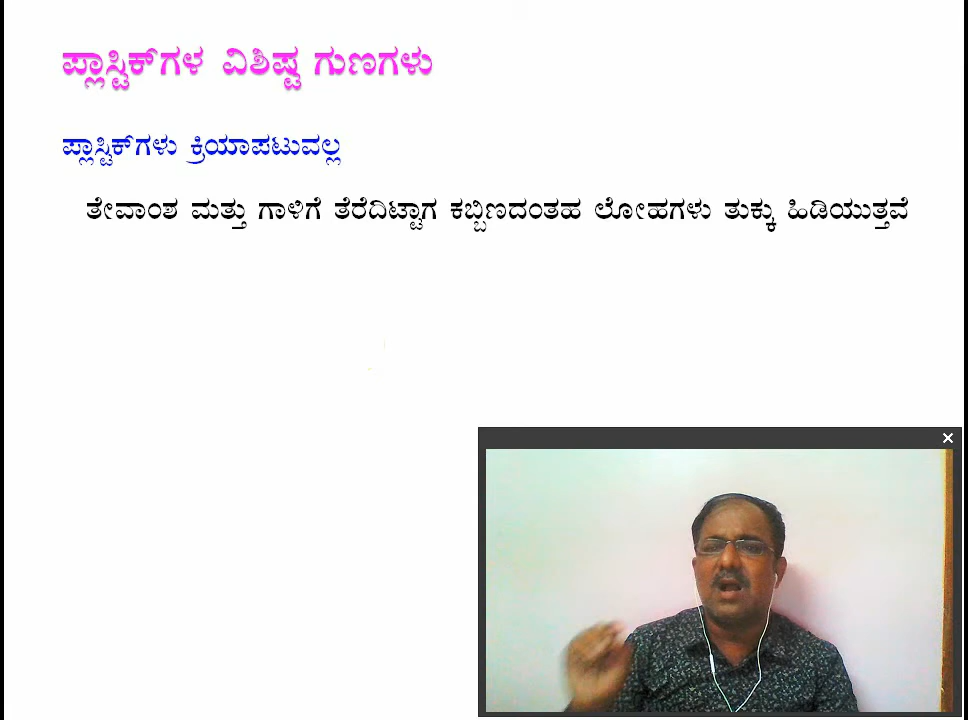 ಪ್ಲಾಸ್ಟಿಕ್‌ಗಳ ವಿಶಿಷ್ಟ ಗುಣಗಳು
ಪ್ಲಾಸ್ಟಿಕ್‌ಗಳು ಕ್ರಿಯಾಪಟುವಲ್ಲ
ತೇವಾಂಶ ಮತ್ತು ಗಾಳಿಗೆ ತೆರೆದಿಟ್ಟಾಗ ಕಬ್ಬಿಣದಂತಹ ಲೋಹಗಳು ತುಕ್ಕು ಹಿಡಿಯುತ್ತವೆ